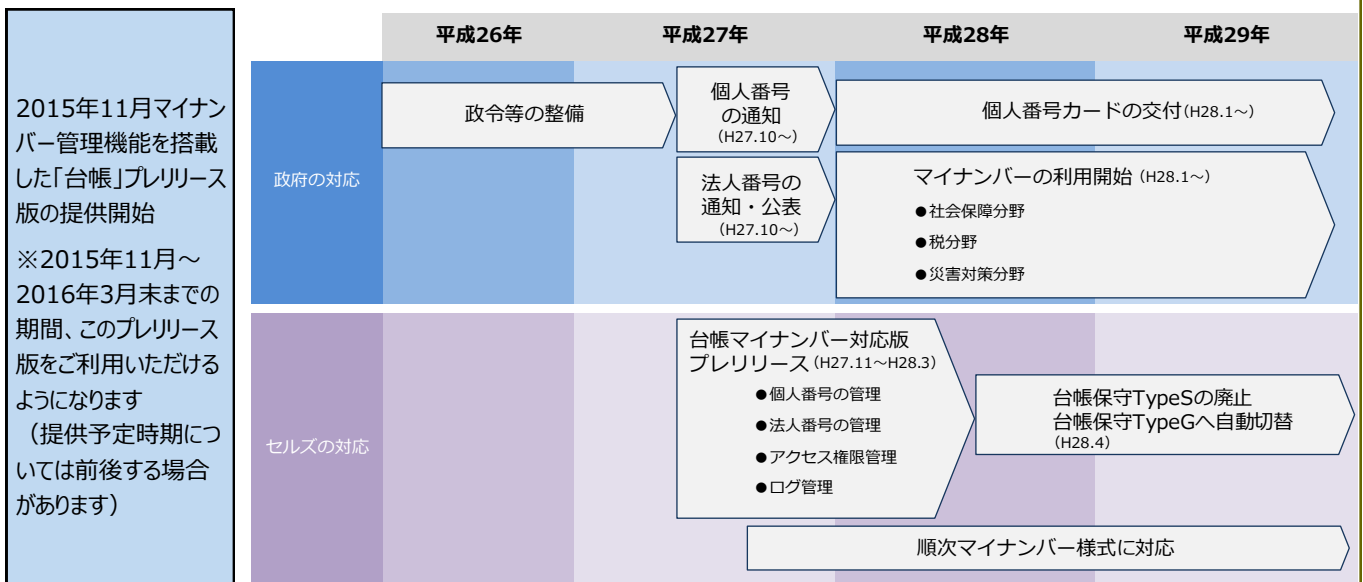 2015年11月マイナン
バー管理機能を搭載
した「台帳」プレリリース
版の提供開始
※2015年11月～
2016年3月末までの
期間、このプレリリース
版をご利用いただける
ようになります
（提供予定時期につ
いては前後する場合
があります）
平成26年 平成27年 平成28年 平成29年
政府の対応
政令等の整備
個人番号
の通知
（H27.10～）
個人番号カードの交付（H28.1～）
法人番号の
通知・公表
（H27.10～）
マイナンバーの利用開始（H28.1～）
●社会保障分野
●税分野
●災害対策分野
セルズの対応
台帳マイナンバー対応版
プレリリース（H27.11～H28.3）
●個人番号の管理
●法人番号の管理
●アクセス権限管理
●ログ管理
台帳保守TypeSの廃止
台帳保守TypeGへ自動切替
（H28.4）
順次マイナンバー様式に対応